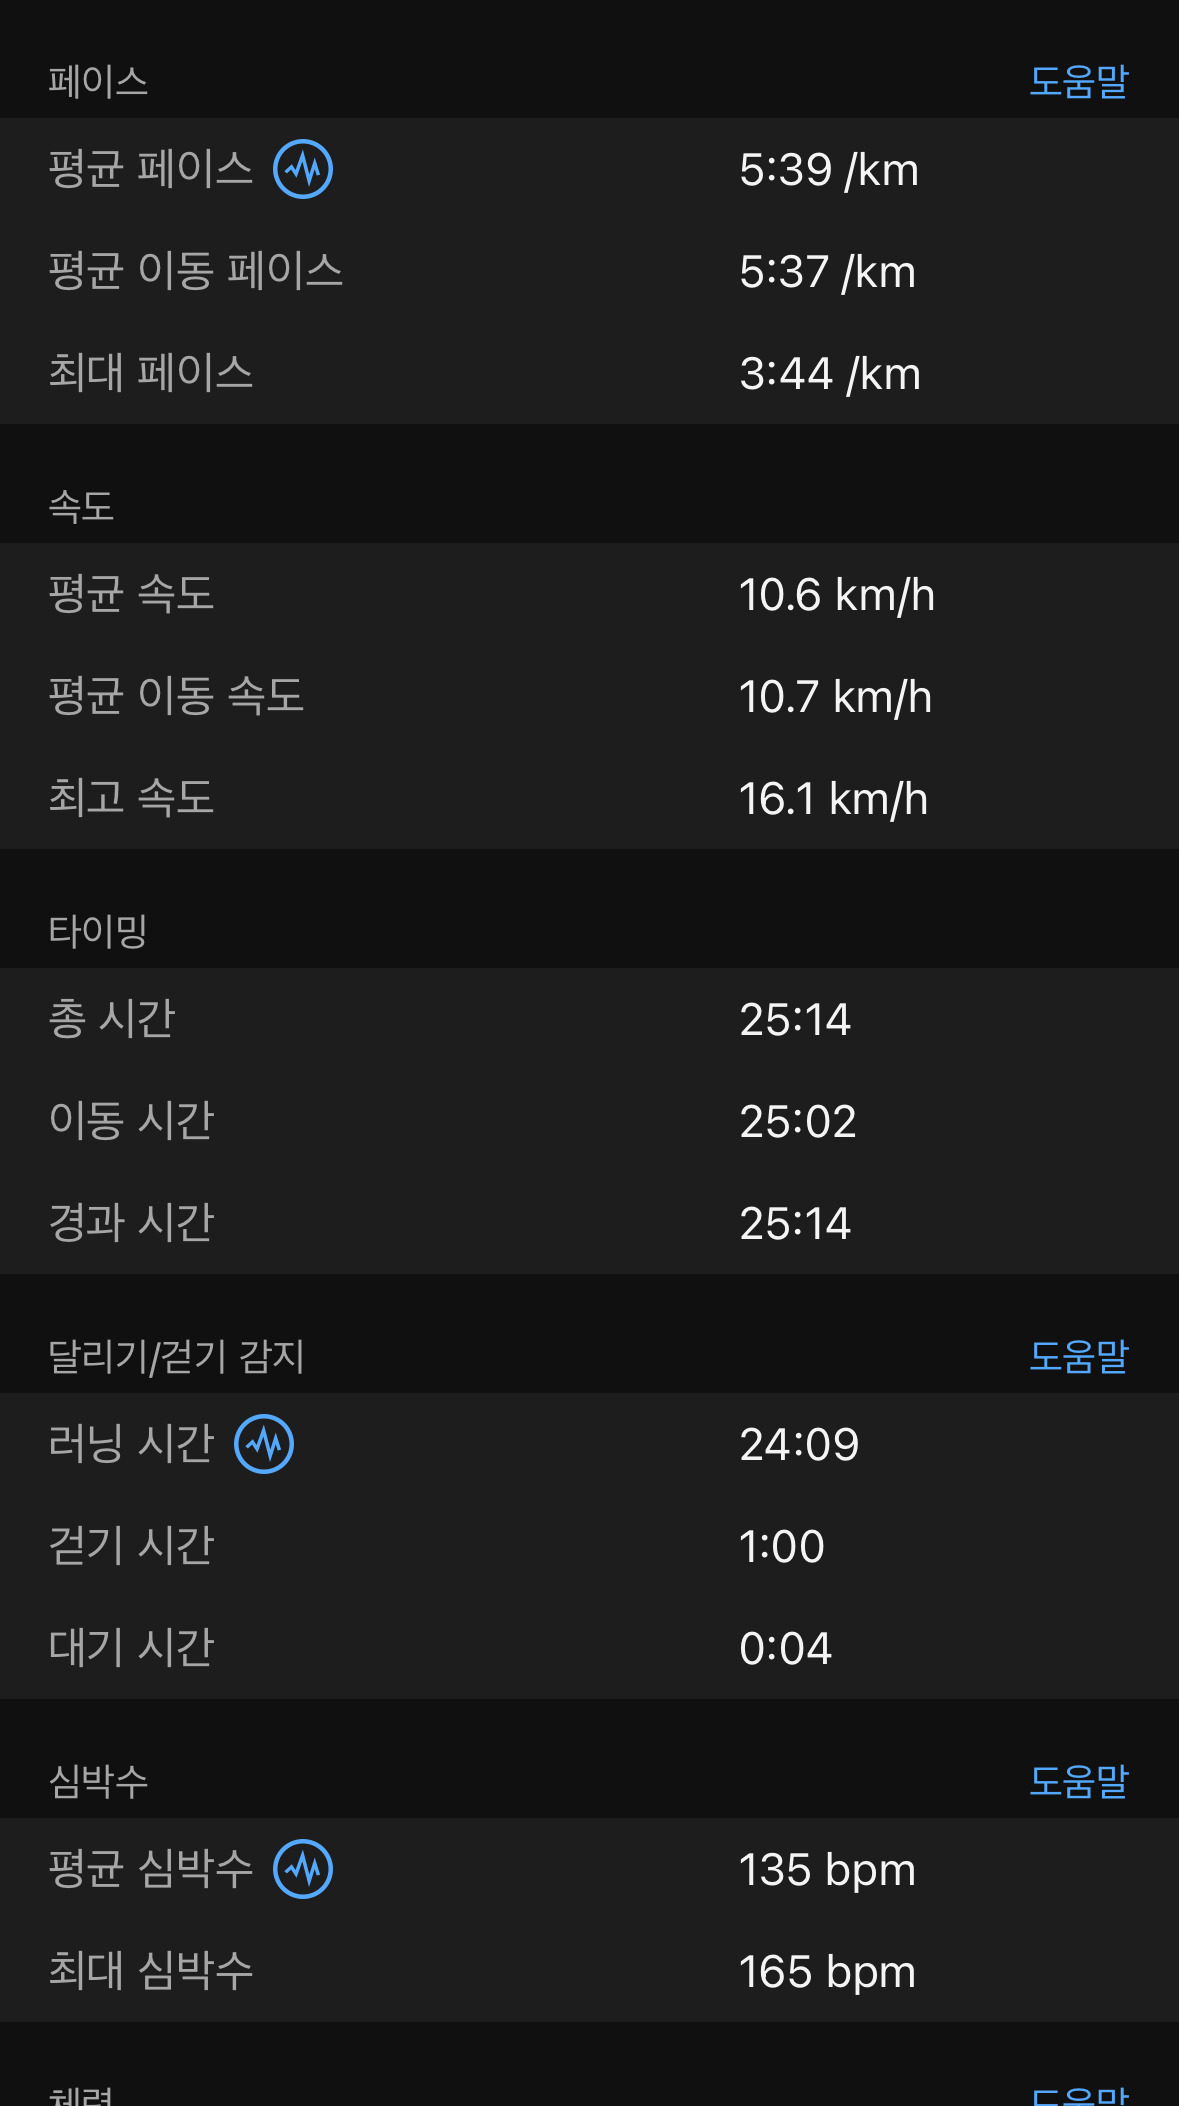 페이스 도움말
평균 페이스 5:39 /km
평균 이동 페이스 5:37 /km
최대 페이스 3:44 /km
속도
평균 속도 10.6 km/h
평균 이동 속도 10.7 km/h
최고 속도 16.1 km/h
타이밍
총 시간 25:14
이동 시간 25:02
경과 시간 25:14
달리기/걷기 감지 도움말
러닝 시간 24:09
걷기 시간 1:00
대기 시간 0:04
심박수 도움말
평균 심박수 135 bpm
최대 심박수 165 bpm
체력 도움말